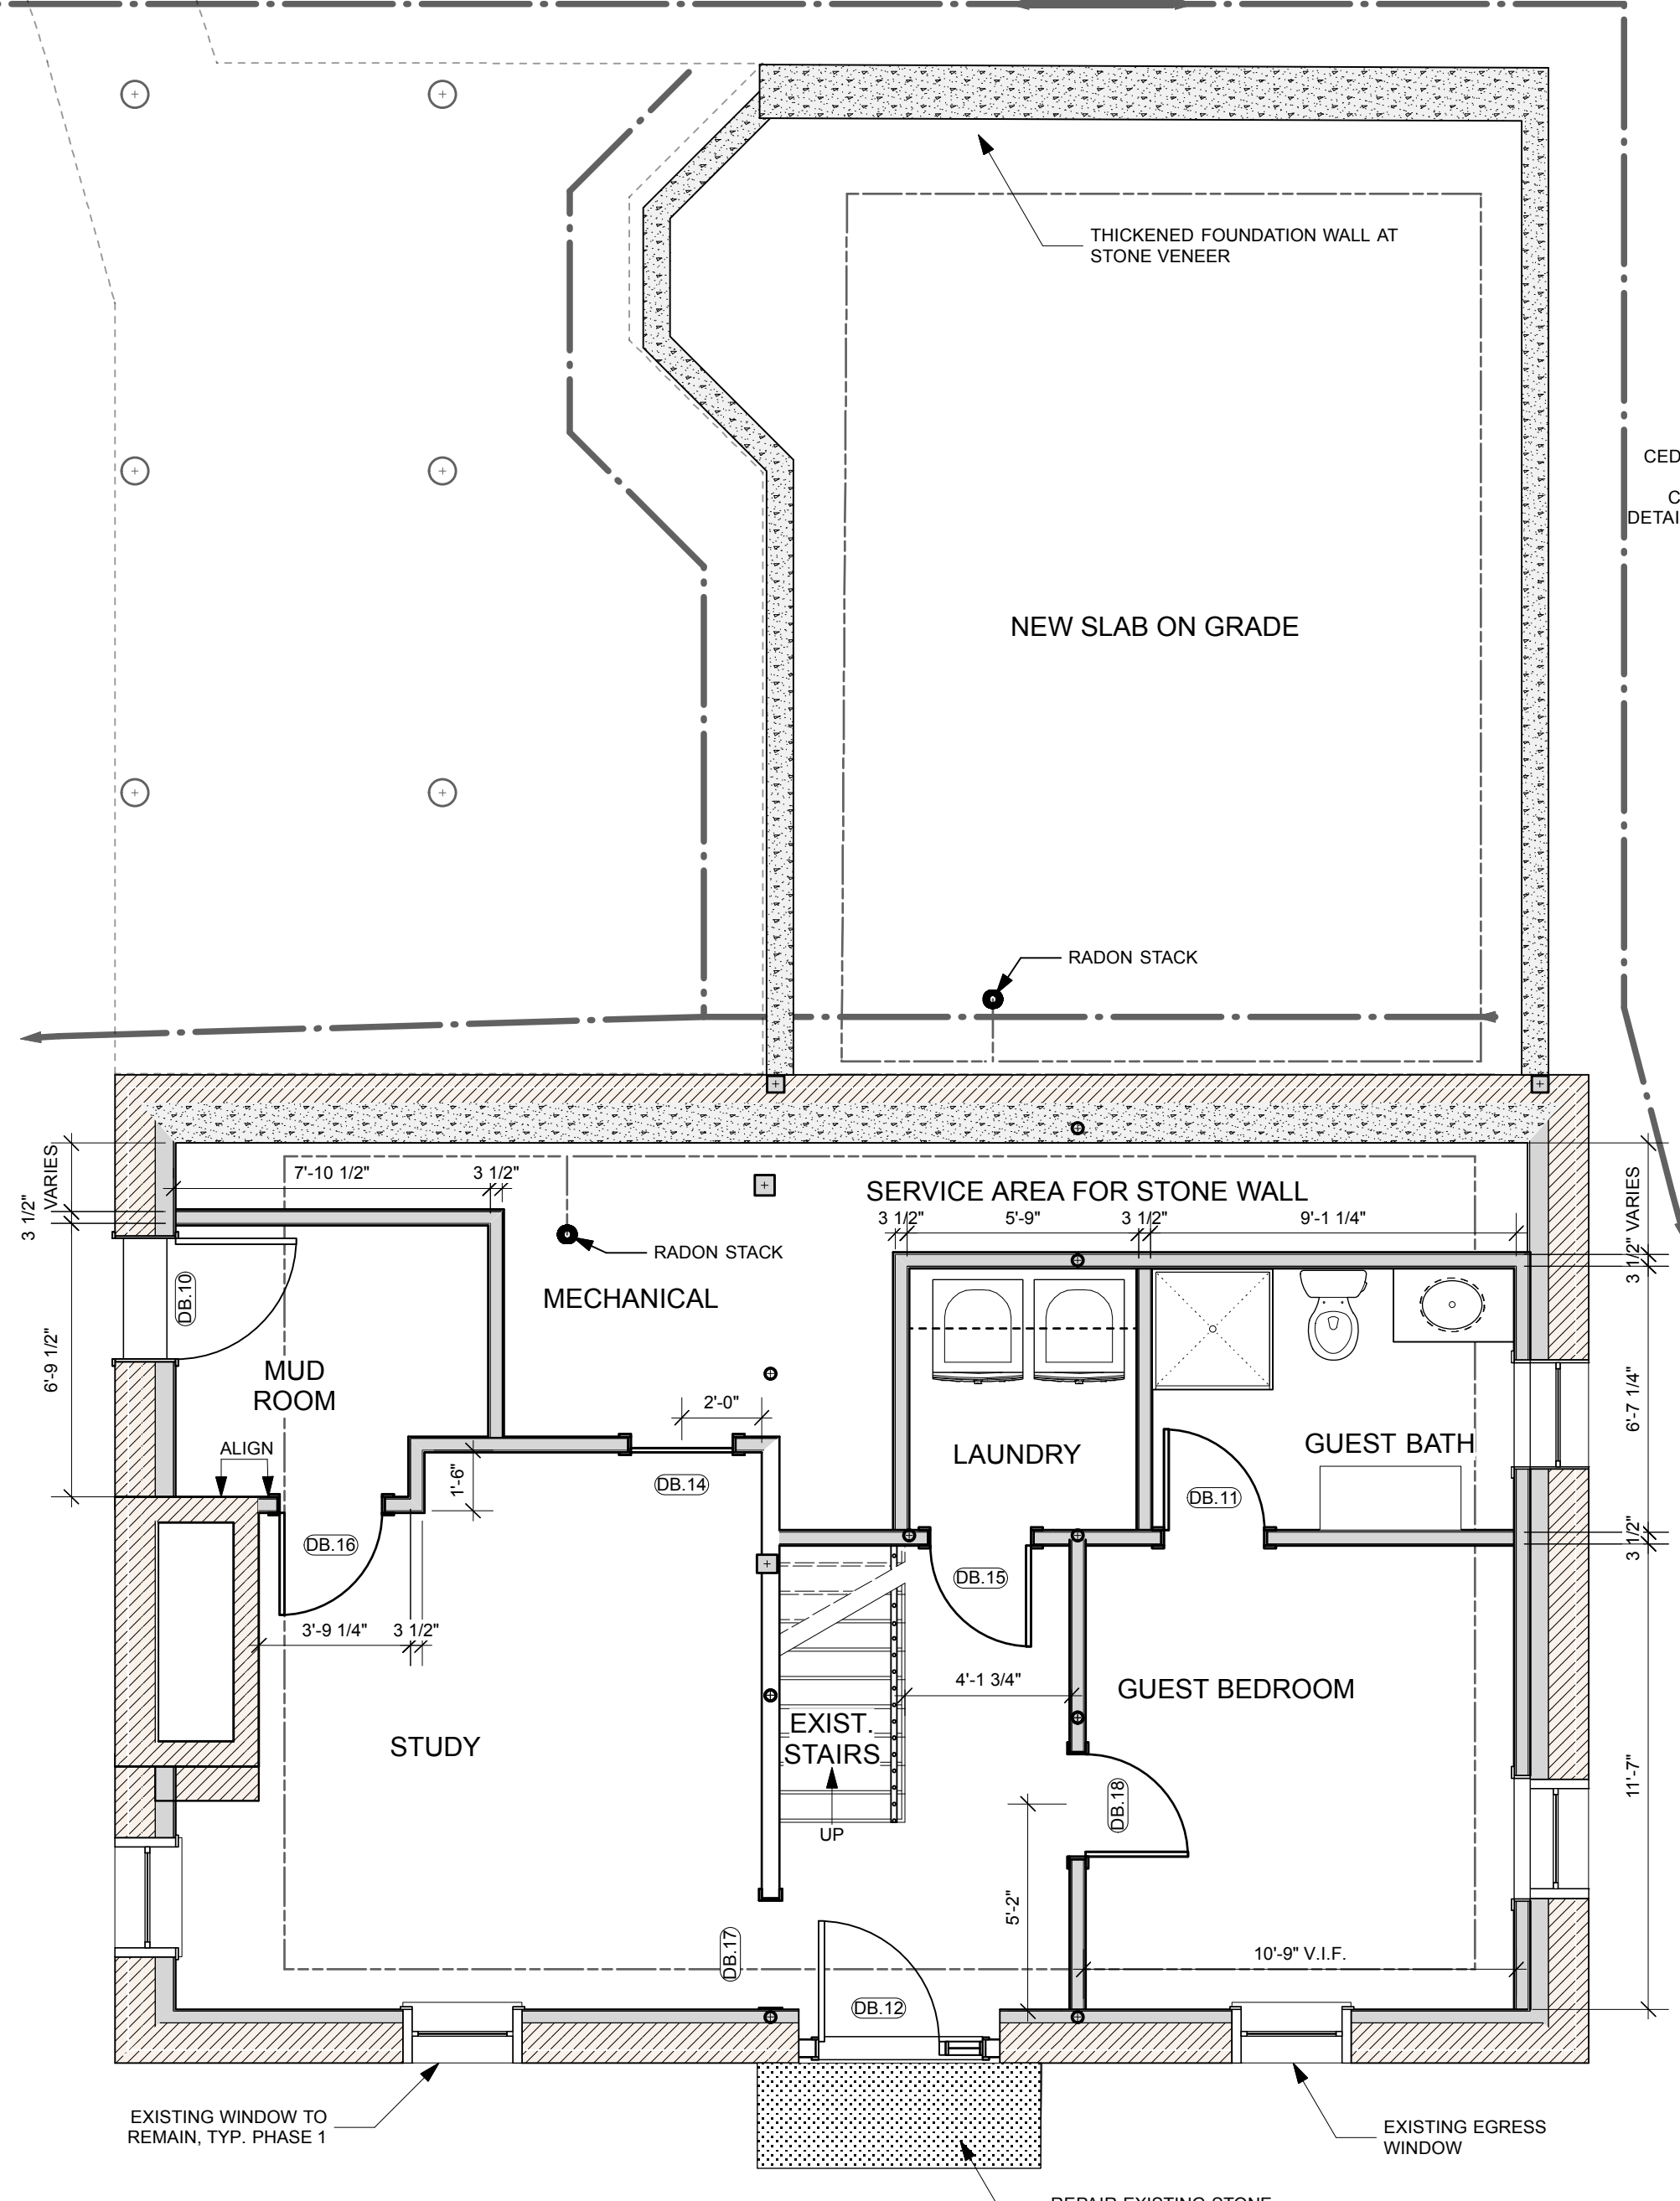 THICKENED FOUNDATION WALL AT
STONE VENEER
CED
C
DETAI
NEW SLAB ON GRADE
RADON STACK
3 1/2"
VARIES
7'-10 1/2"
3 1/2"
SERVICE AREA FOR STONE WALL
3 1/2"
5'-9"
3 1/2"
9'-1 1/4"
3 1/2" VARIES
RADON STACK
MECHANICAL
DB.10
6'-9 1/2"
MUD
ROOM
2'-0"
6'-7 1/4"
ALIGN
1'-6"
LAUNDRY
GUEST BATH
DB.14
DB.11
DB.16
DB.15
3 1/2"
3'-9 1/4"
3 1/2"
4'-1 3/4"
GUEST BEDROOM
STUDY
EXIST.
STAIRS
UP
DB.18
11'-7"
5'-2"
DB.17
10'-9" V.I.F.
DB.12
EXISTING WINDOW TO
REMAIN, TYP. PHASE 1
EXISTING EGRESS
WINDOW
REPAIR EXISTING STONE